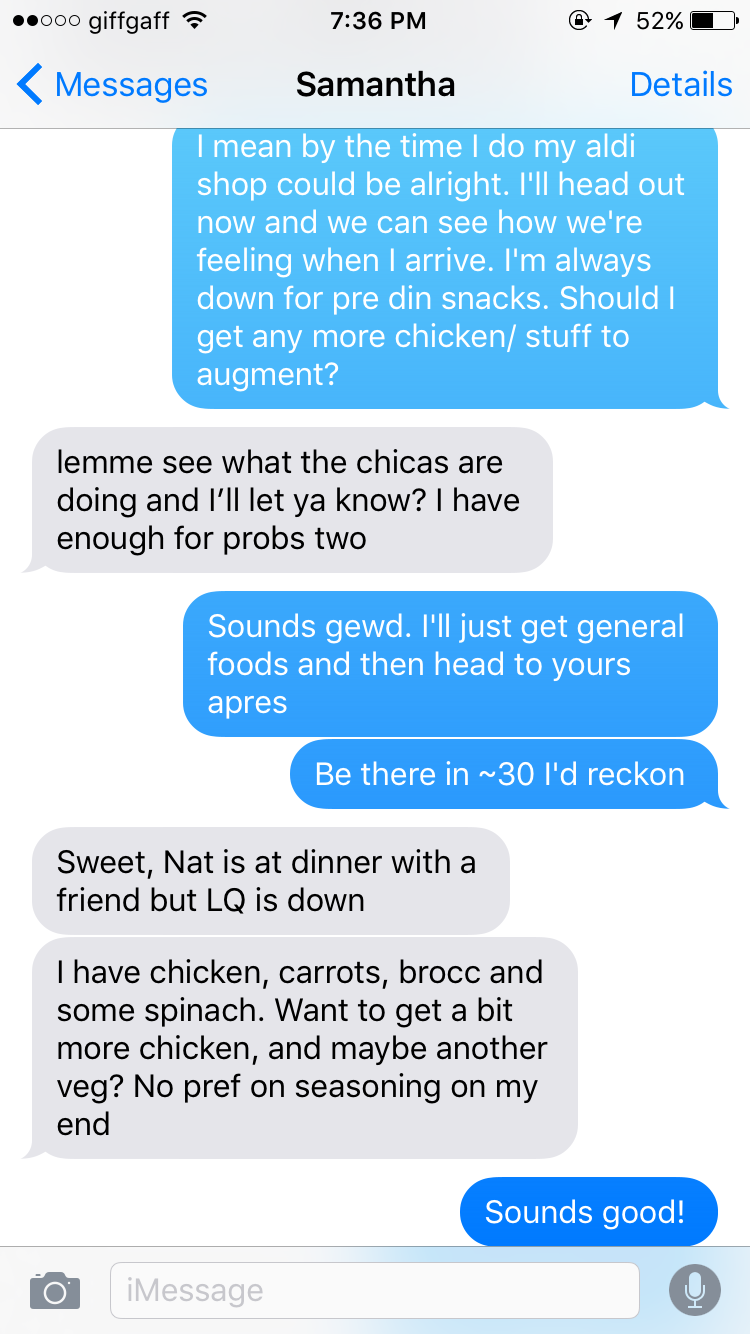 giffgaff 7:36 PM 52%
Messages Samantha Details
I mean by the time I do my aldi
shop could be alright. I'll head out
now and we can see how we're
feeling when I arrive. I'm always
down for pre din snacks. Should I
get any more chicken/ stuff to
augment?
lemme see what the chicas are
doing and I’ll let ya know? I have
enough for probs two
Sounds gewd. I'll just get general
foods and then head to yours
apres
Be there in ~30 I'd reckon
Sweet, Nat is at dinner with a
friend but LQ is down
I have chicken, carrots, brocc and
some spinach. Want to get a bit
more chicken, and maybe another
veg? No pref on seasoning on my
end
Sounds good!
iMessage